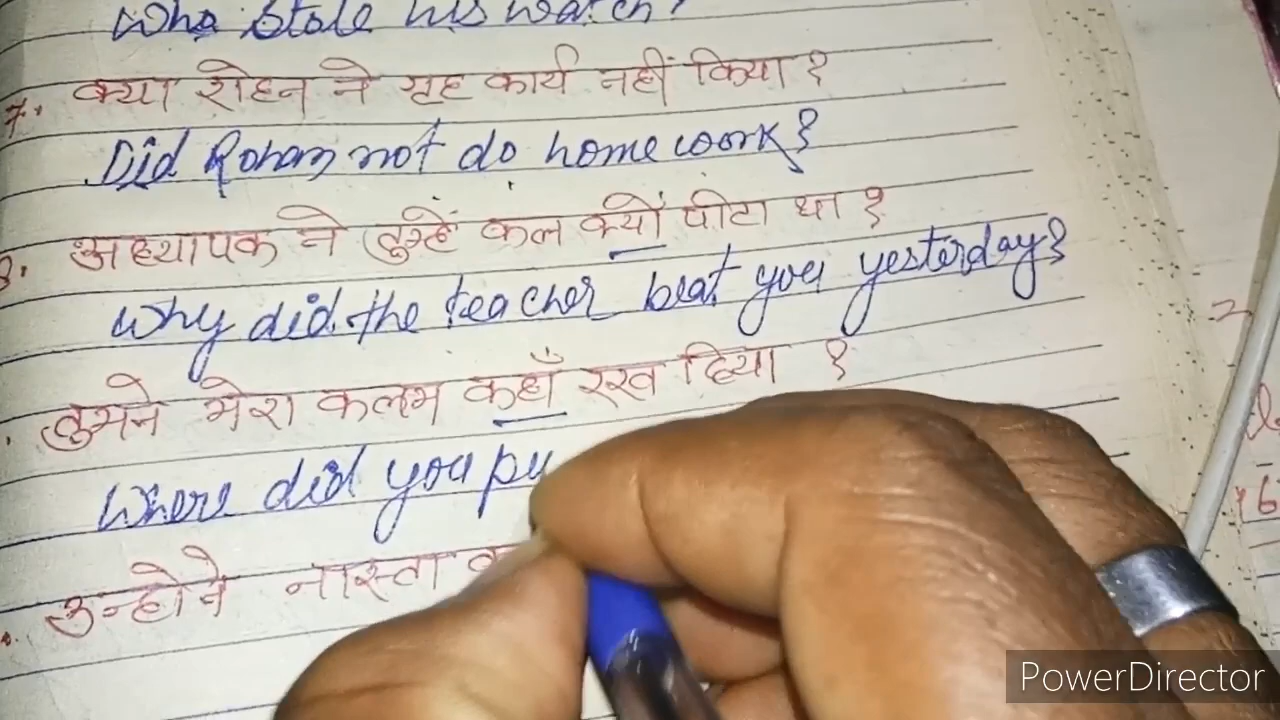 Who stole his watch?
7. क्या रोहन ने गृह कार्य नहीं किया ?
Did Rohan not do home work?
8. अध्यापक ने तुम्हें कल क्यों पीटा था ?
Why did the teacher beat you yesterday?
तुमने मेरा कलम कहाँ रख दिया ?
Where did you pu
उन्होने नास्ता
PowerDirector